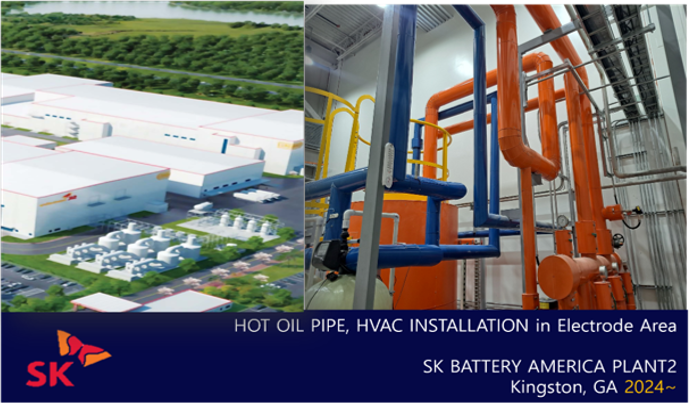 HOT OIL PIPE, HVAC INSTALLATION in Electrode Area
SK
SK BATTERY AMERICA PLANT2
Kingston, GA 2024~